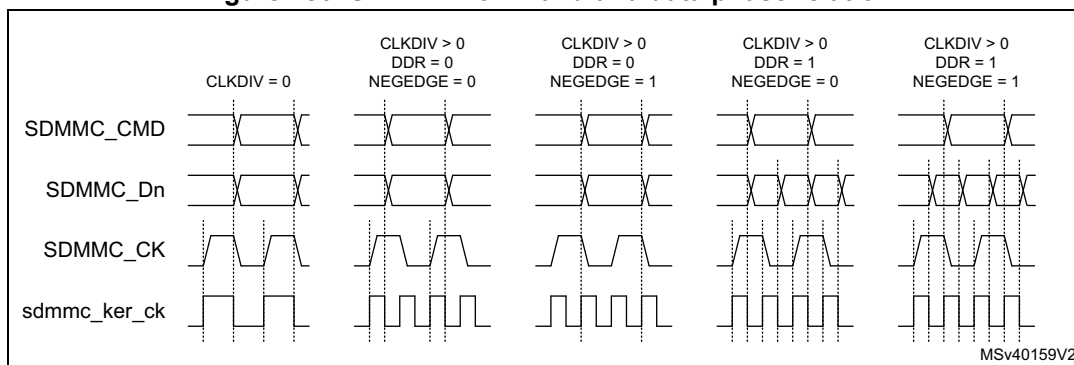 CLKDIV = 0
CLKDIV > 0
DDR = 0
NEGEDGE = 0
CLKDIV > 0
DDR = 0
NEGEDGE = 1
CLKDIV > 0
DDR = 1
NEGEDGE = 0
CLKDIV > 0
DDR = 1
NEGEDGE = 1
SDMMC_CMD
SDMMC_Dn
SDMMC_CK
sdmmc_ker_ck
MSv40159V2